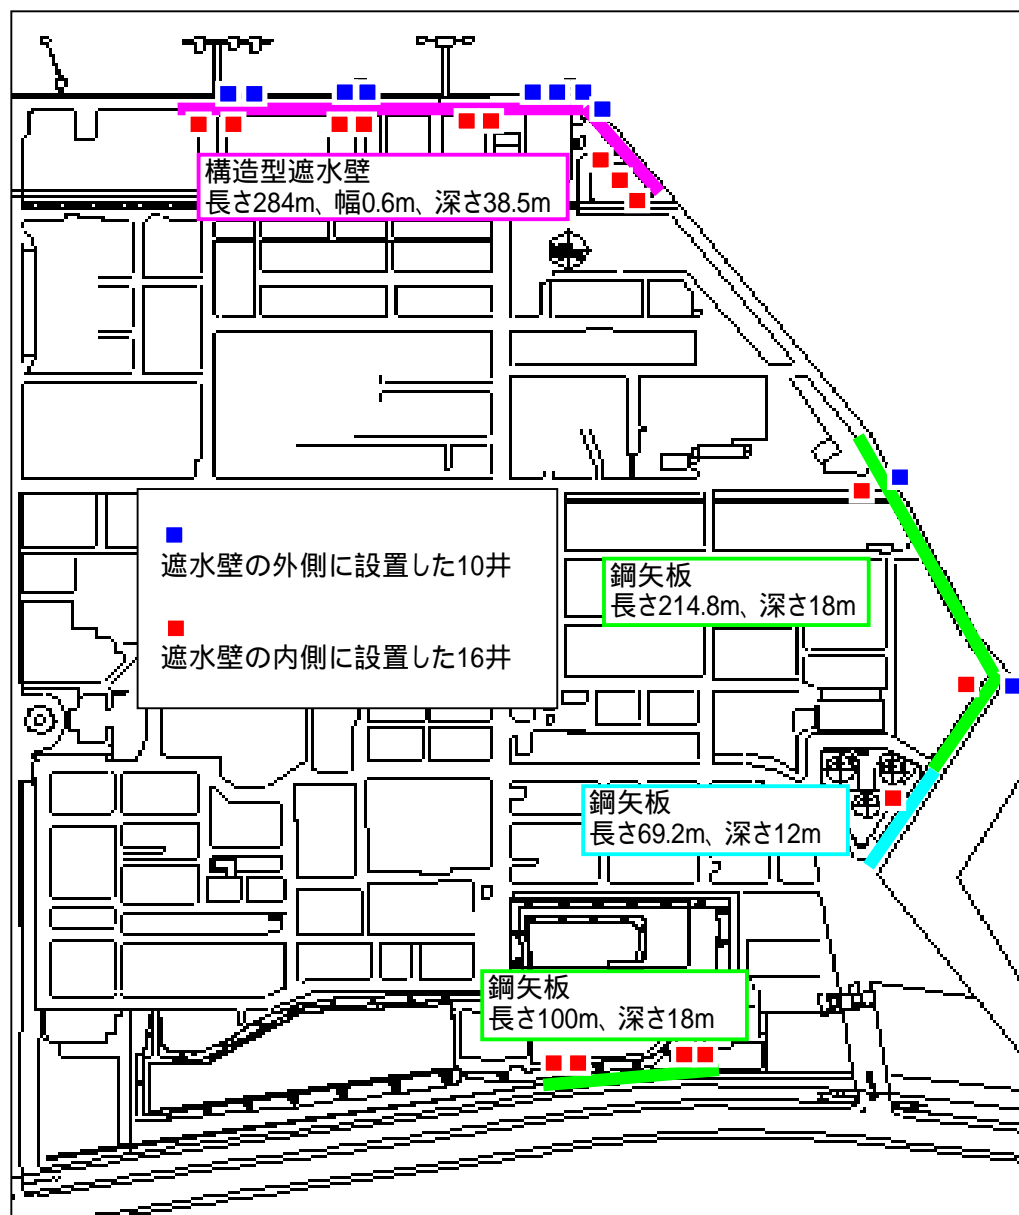 構造型遮水壁
長さ284m、幅0.6m、深さ38.5m
遮水壁の外側に設置した10井
鋼矢板
長さ214.8m、深さ18m
遮水壁の内側に設置した16井
鋼矢板
長さ69.2m、深さ12m
鋼矢板
長さ100m、深さ18m